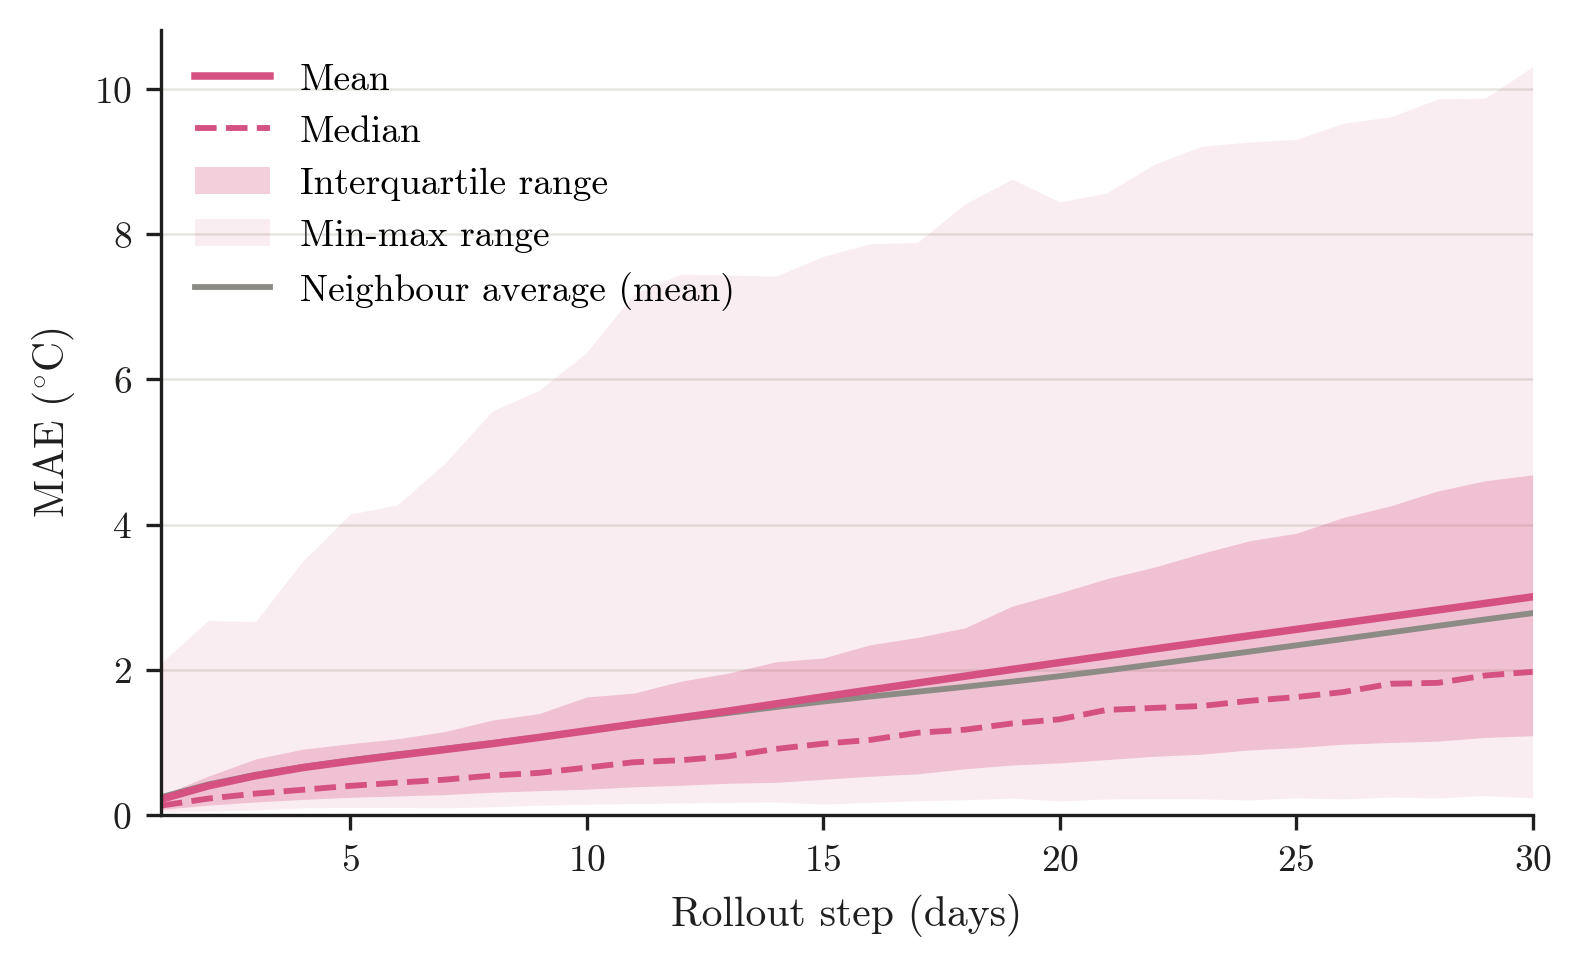 Mean
Median
Interquartile range
Min-max range
Neighbour average (mean)
MAE (°C)
10
8
6
4
2
0
5 10 15 20 25 30
Rollout step (days)